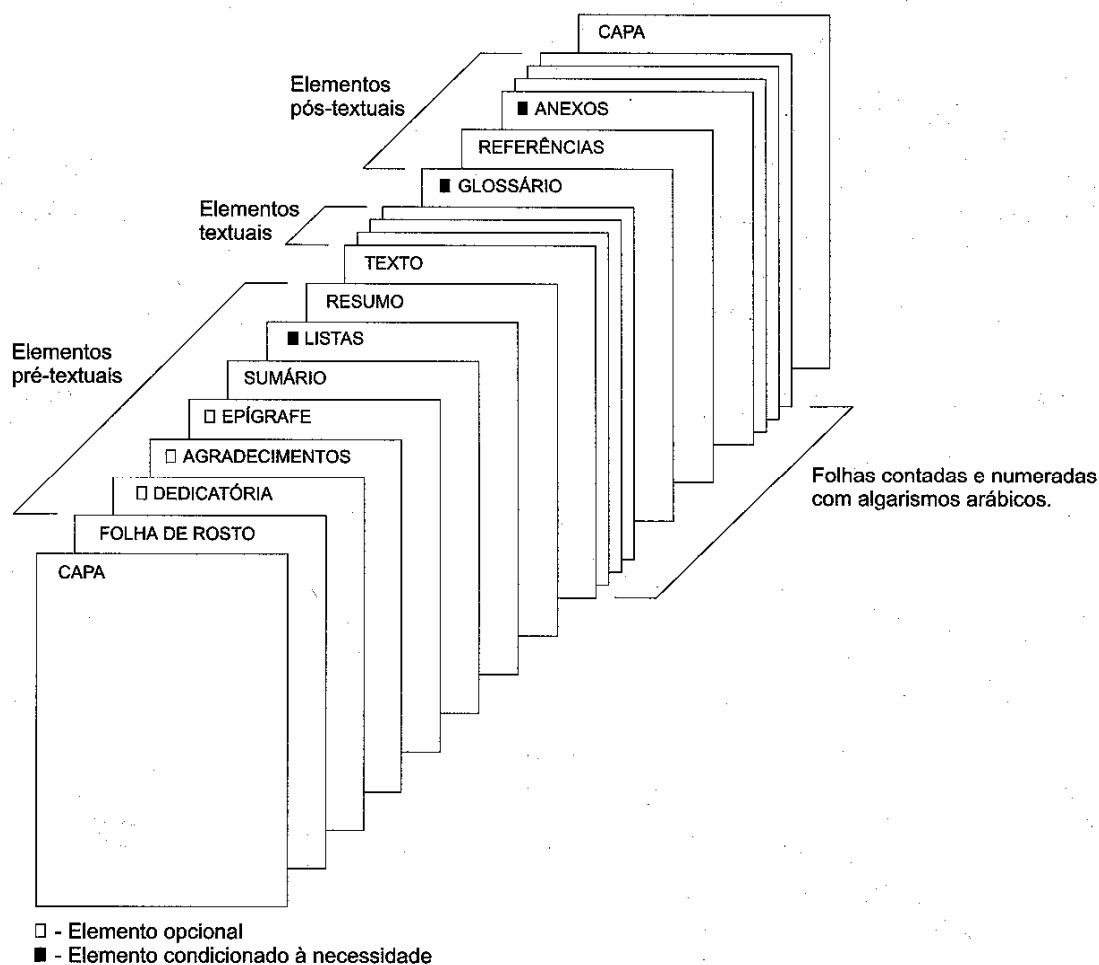 CAPA
Elementos
pós-textuais
■ ANEXOS
REFERÊNCIAS
■ GLOSSÁRIO
Elementos
textuais
TEXTO
RESUMO
■ LISTAS
Elementos
pré-textuais
SUMÁRIO
□ EPÍGRAFE
□ AGRADECIMENTOS
□ DEDICATÓRIA
FOLHA DE ROSTO
CAPA
Folhas contadas e numeradas
com algarismos arábicos.
□ - Elemento opcional
■ - Elemento condicionado à necessidade